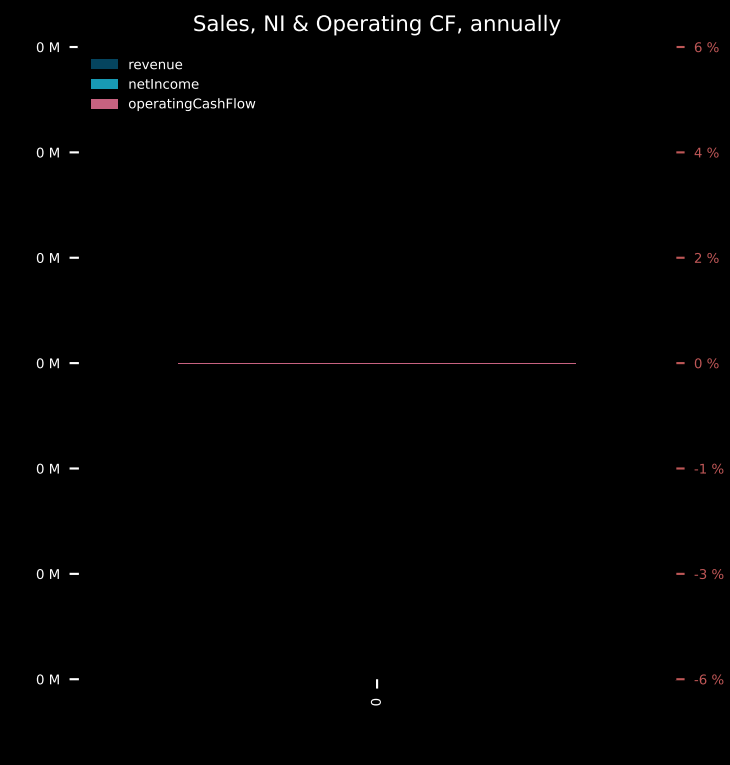 Sales, NI & Operating CF, annually
0 M
6 %
revenue
netIncome
operatingCashFlow
0 M
4 %
0 M
2 %
0 M
0 %
0 M
-1 %
0 M
-3 %
0 M
-6 %
0